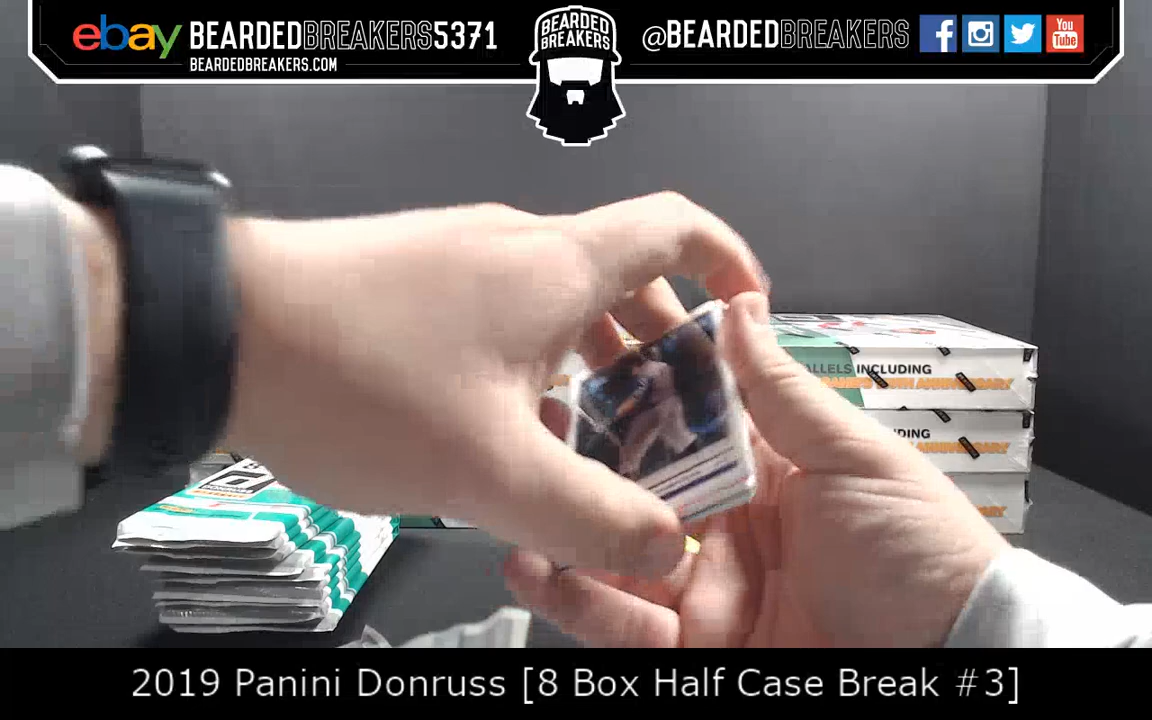 ebay BEARDEDBREAKERS5371
BEARDEDBREAKERS.COM
BEARDED
BREAKERS
@BEARDEDBREAKERS
You
Tube
ALLELS INCLUDING
ANNIVERSARY
DING
2019 Panini Donruss [8 Box Half Case Break #3]